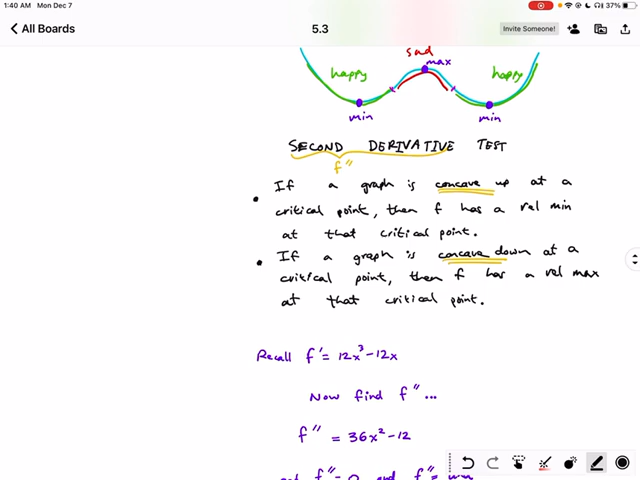 1:40 AM Mon Dec 7
37%
All Boards
5.3
Invite Someone!
sad
max
happy
happy
min
min
SECOND DERIVATIVE TEST
f"
• If a graph is concave up at a
critical point, then f has a rel min
at that critical point.
• If a graph is concave down at a
critical point, then f has a rel max
at that critical point.
Recall f' = 12x³ - 12x
Now find f" ...
f" = 36x² - 12